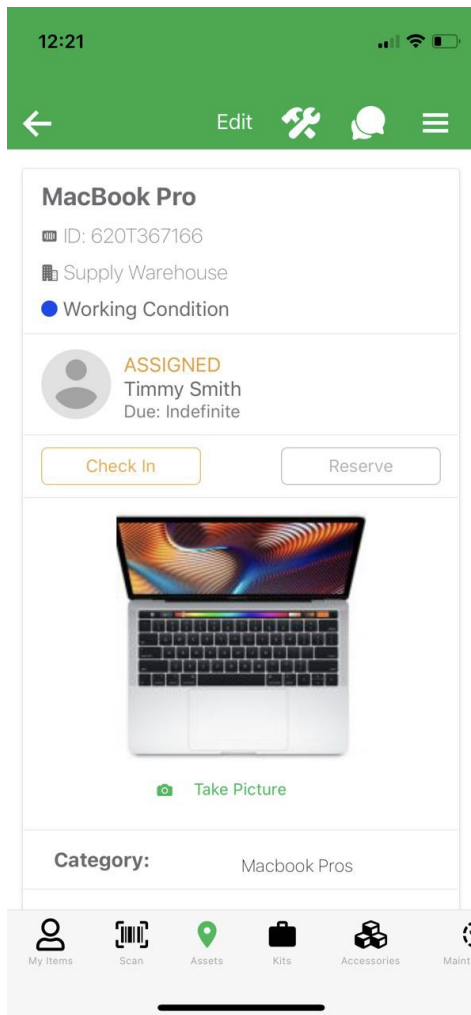 12:21
Edit
MacBook Pro
ID: 620T367166
Supply Warehouse
Working Condition
ASSIGNED
Timmy Smith
Due: Indefinite
Check In
Reserve
Take Picture
Category:
Macbook Pros
My Items
Scan
Assets
Kits
Accessories
Maint